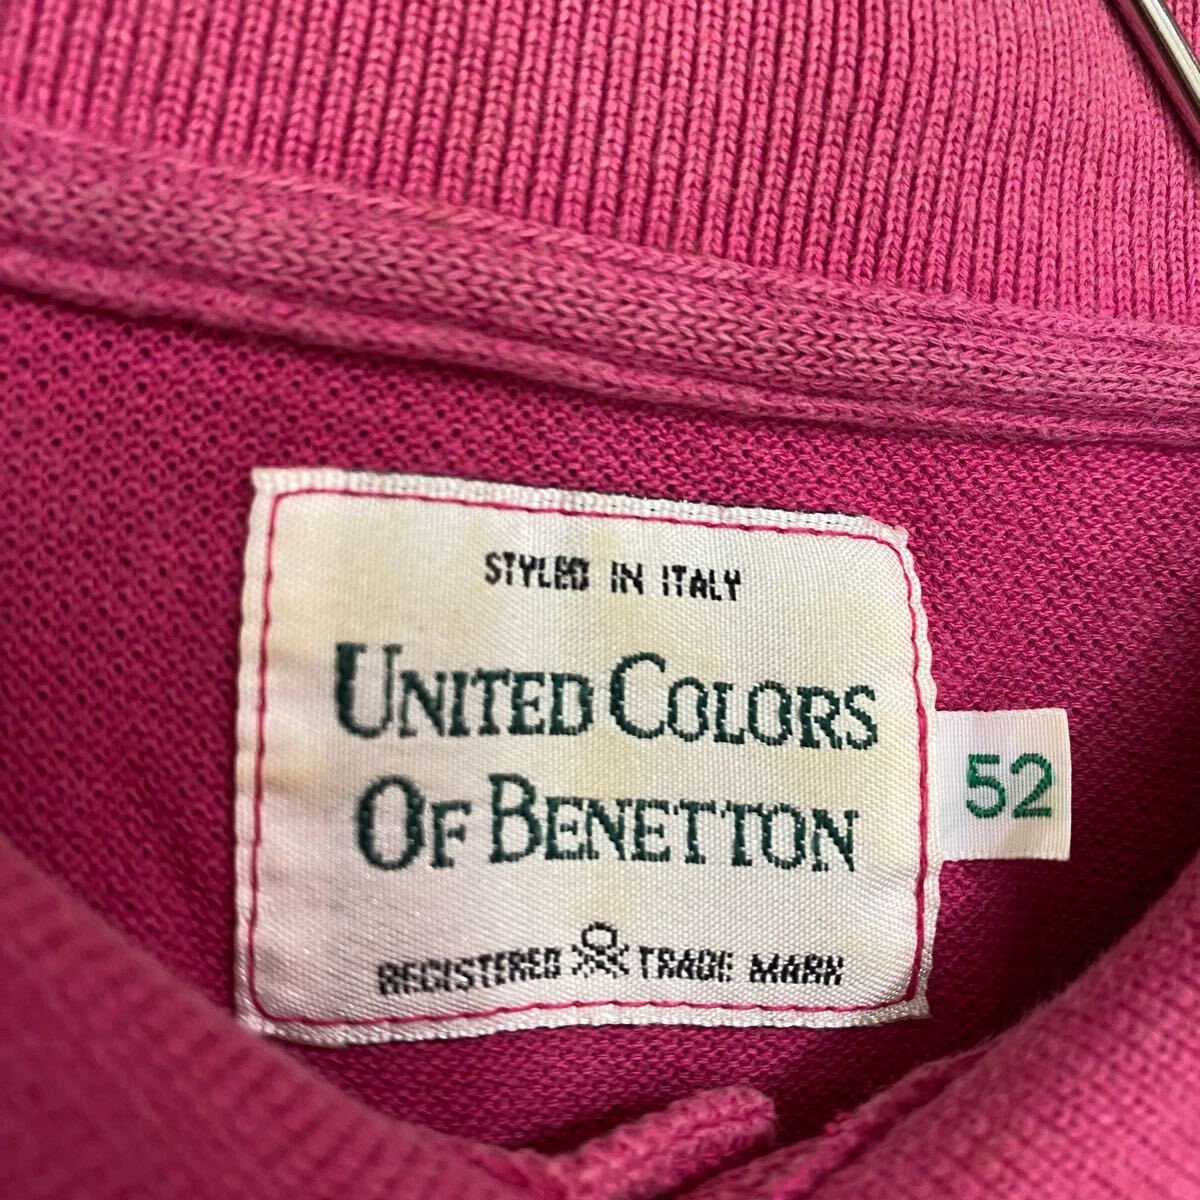 STYLED IN ITALY
UNITED COLORS
OF BENETTON
52
REGISTERED TRADE MARK